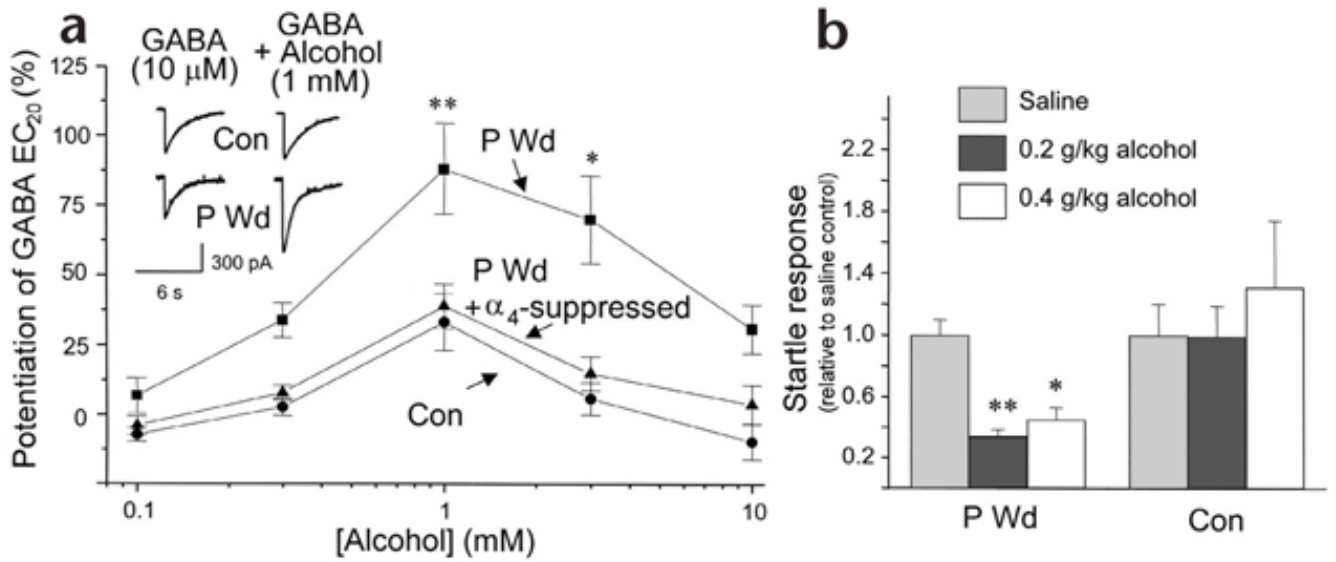 a
GABA
(10 μM)
+
GABA
Alcohol
(1 mM)
Con
P Wd
300 pA
6 s
Potentiation of GABA EC20 (%)
125
100
75
50
25
0
**
P Wd
*
P Wd
+ α4-suppressed
Con
0.1
1
10
[Alcohol] (mM)
b
Saline
0.2 g/kg alcohol
0.4 g/kg alcohol
Startle response
(relative to saline control)
2.2
1.8
1.4
1.0
0.6
0.2
**
*
P Wd
Con